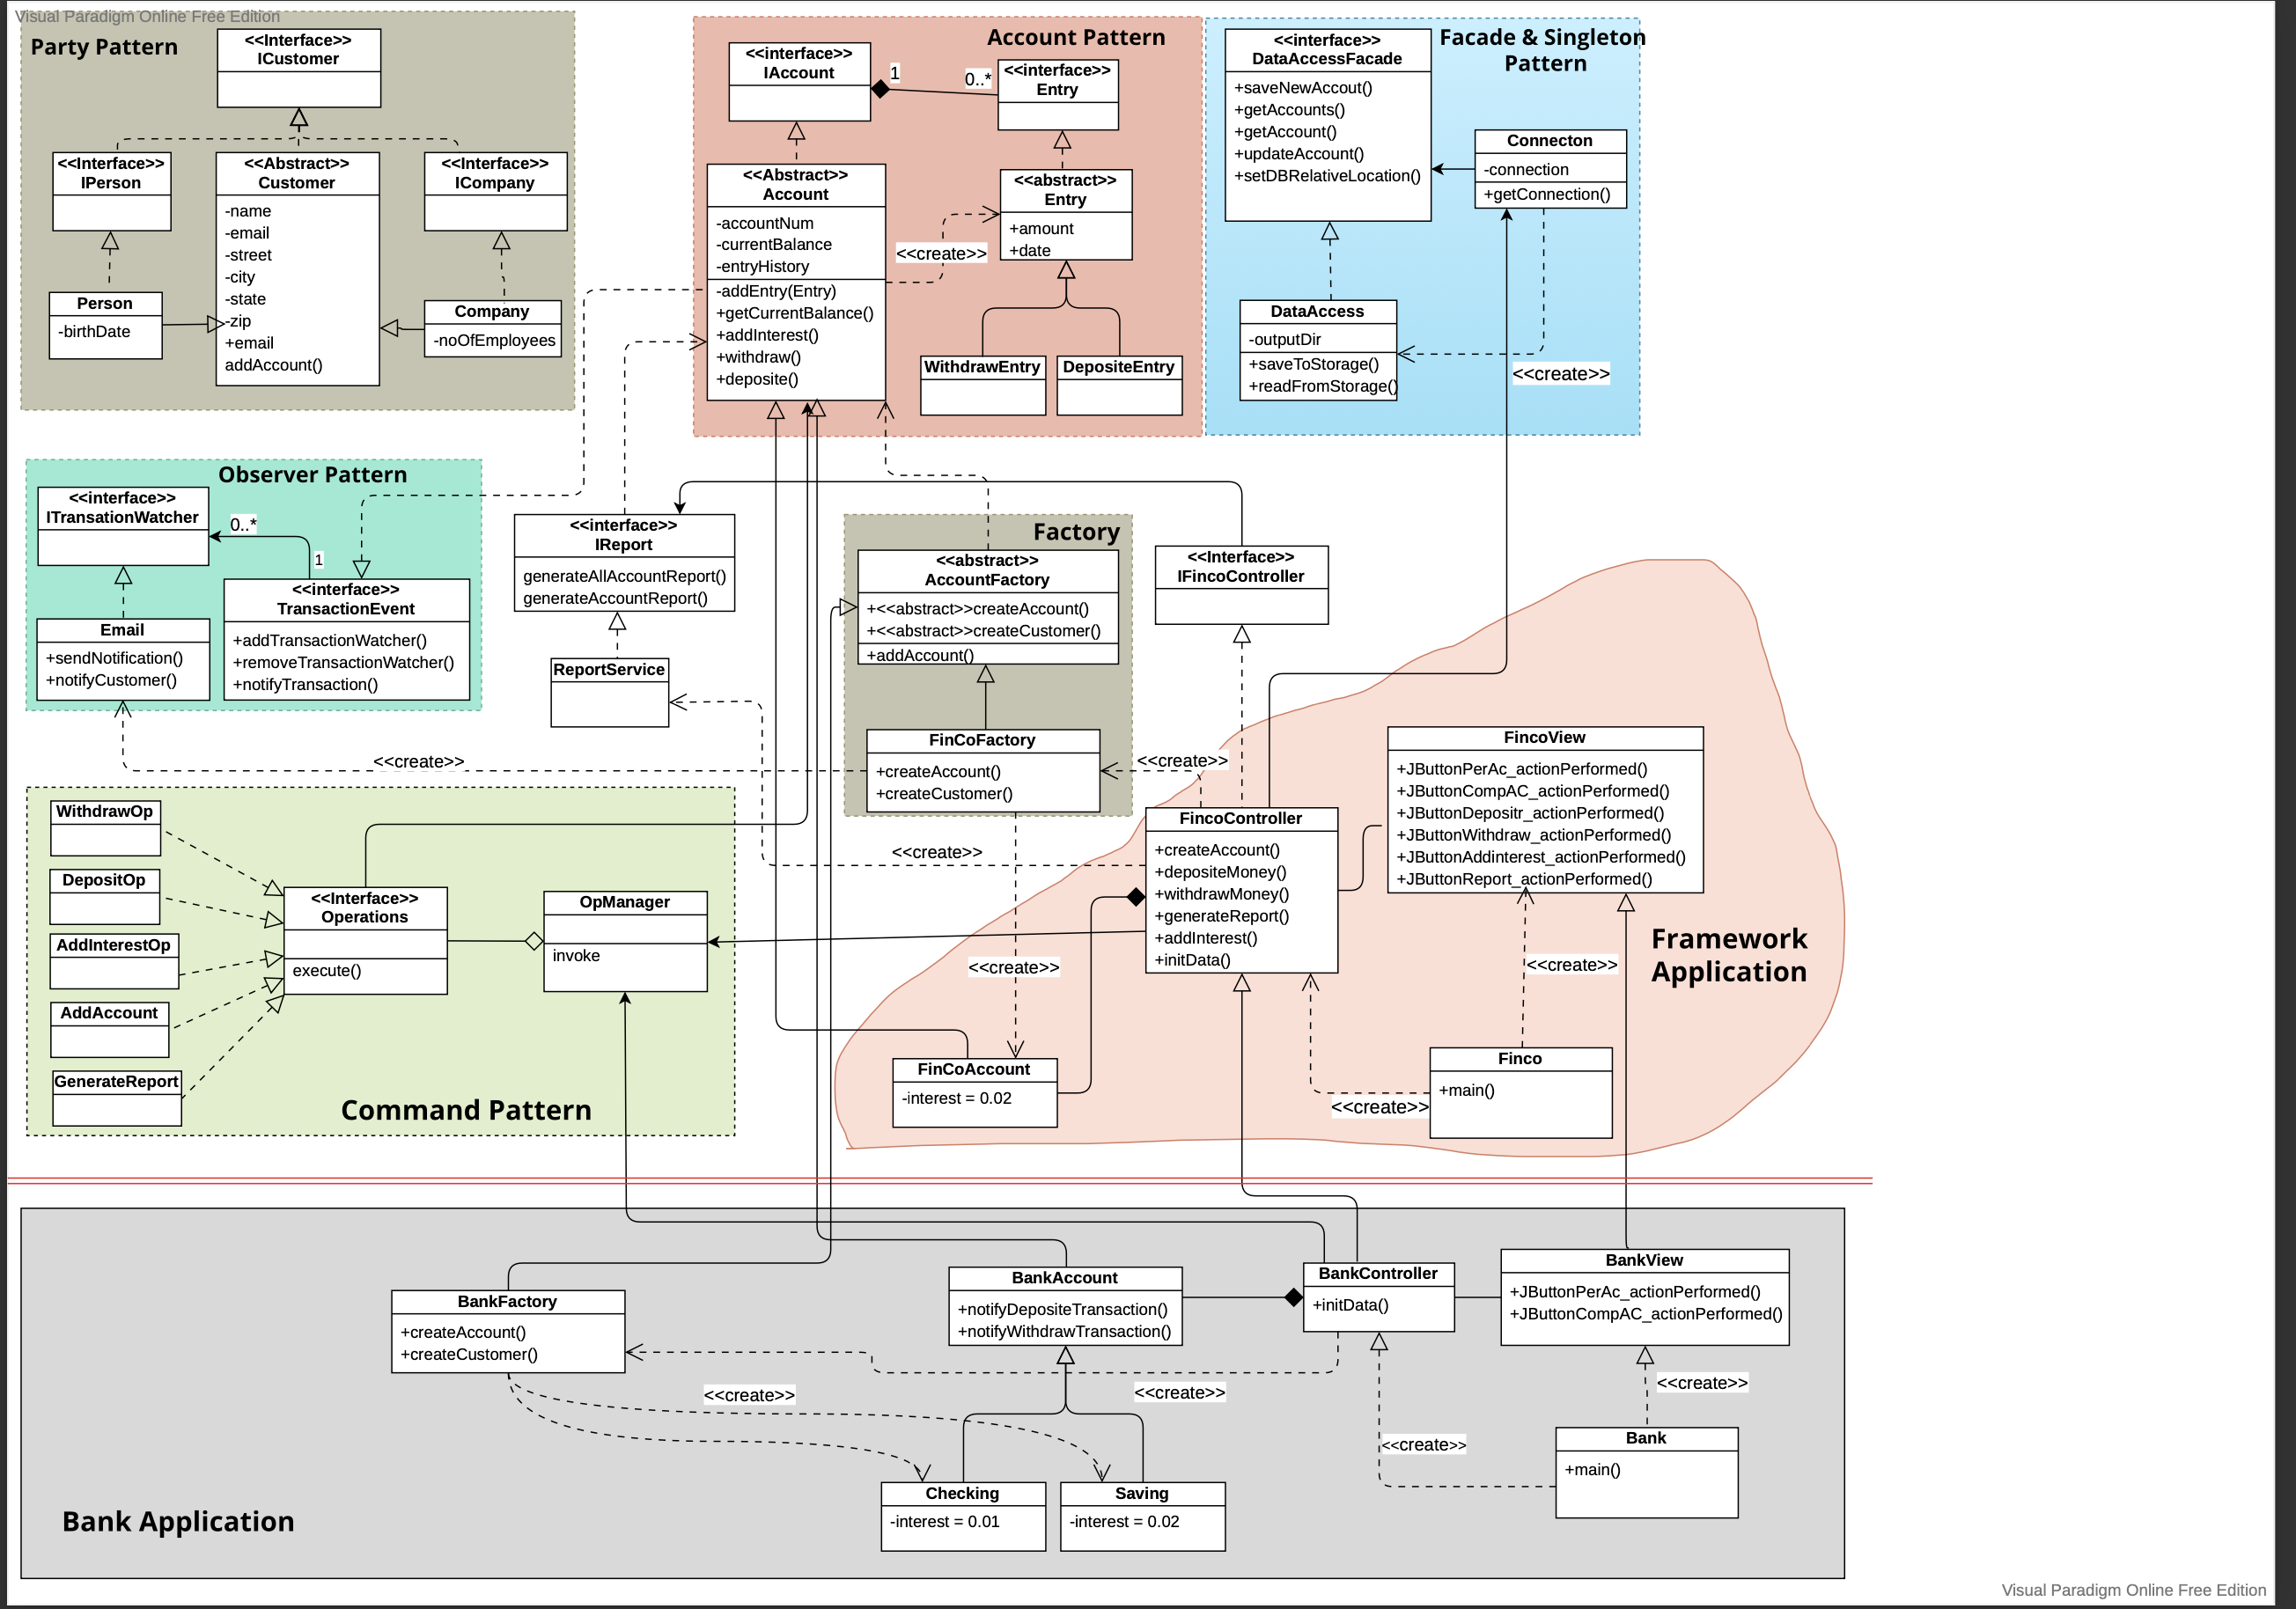 Visual Paradigm Online Free Edition
Party Pattern
<<Interface>>
ICustomer
<<Interface>>
IPerson
<<Abstract>>
Customer
-name
-email
-street
-city
-state
-zip
+email
addAccount()
<<Interface>>
ICompany
Person
-birthDate
Company
-noOfEmployees
Account Pattern
<<interface>>
IAccount
1
0..*
<<interface>>
Entry
<<Abstract>>
Account
-accountNum
-currentBalance
-entryHistory
-addEntry(Entry)
+getCurrentBalance()
+addInterest()
+withdraw()
+deposite()
<<create>>
<<abstract>>
Entry
+amount
+date
WithdrawEntry
DepositeEntry
Facade & Singleton
Pattern
<<interface>>
DataAccessFacade
+saveNewAccout()
+getAccounts()
+getAccount()
+updateAccount()
+setDBRelativeLocation()
Connecton
-connection
+getConnection()
DataAccess
-outputDir
+saveToStorage()
+readFromStorage()
<<create>>
Observer Pattern
<<interface>>
ITransationWatcher
0..*
1
<<interface>>
TransactionEvent
+addTransactionWatcher()
+removeTransactionWatcher()
+notifyTransaction()
Email
+sendNotification()
+notifyCustomer()
<<interface>>
IReport
generateAllAccountReport()
generateAccountReport()
ReportService
Factory
<<abstract>>
AccountFactory
+<<abstract>>createAccount()
+<<abstract>>createCustomer()
+addAccount()
FinCoFactory
+createAccount()
+createCustomer()
<<Interface>>
IFincoController
<<create>>
<<create>>
<<create>>
<<create>>
FincoController
+createAccount()
+depositeMoney()
+withdrawMoney()
+generateReport()
+addInterest()
+initData()
FincoView
+JButtonPerAc_actionPerformed()
+JButtonCompAC_actionPerformed()
+JButtonDepositr_actionPerformed()
+JButtonWithdraw_actionPerformed()
+JButtonAddinterest_actionPerformed()
+JButtonReport_actionPerformed()
Framework
Application
<<create>>
Finco
+main()
<<create>>
FinCoAccount
-interest = 0.02
WithdrawOp
DepositOp
AddInterestOp
AddAccount
GenerateReport
<<Interface>>
Operations
execute()
OpManager
invoke
Command Pattern
BankFactory
+createAccount()
+createCustomer()
BankAccount
+notifyDepositeTransaction()
+notifyWithdrawTransaction()
BankController
+initData()
BankView
+JButtonPerAc_actionPerformed()
+JButtonCompAC_actionPerformed()
<<create>>
<<create>>
<<create>>
<<create>>
Bank
+main()
Checking
-interest = 0.01
Saving
-interest = 0.02
Bank Application
Visual Paradigm Online Free Edition